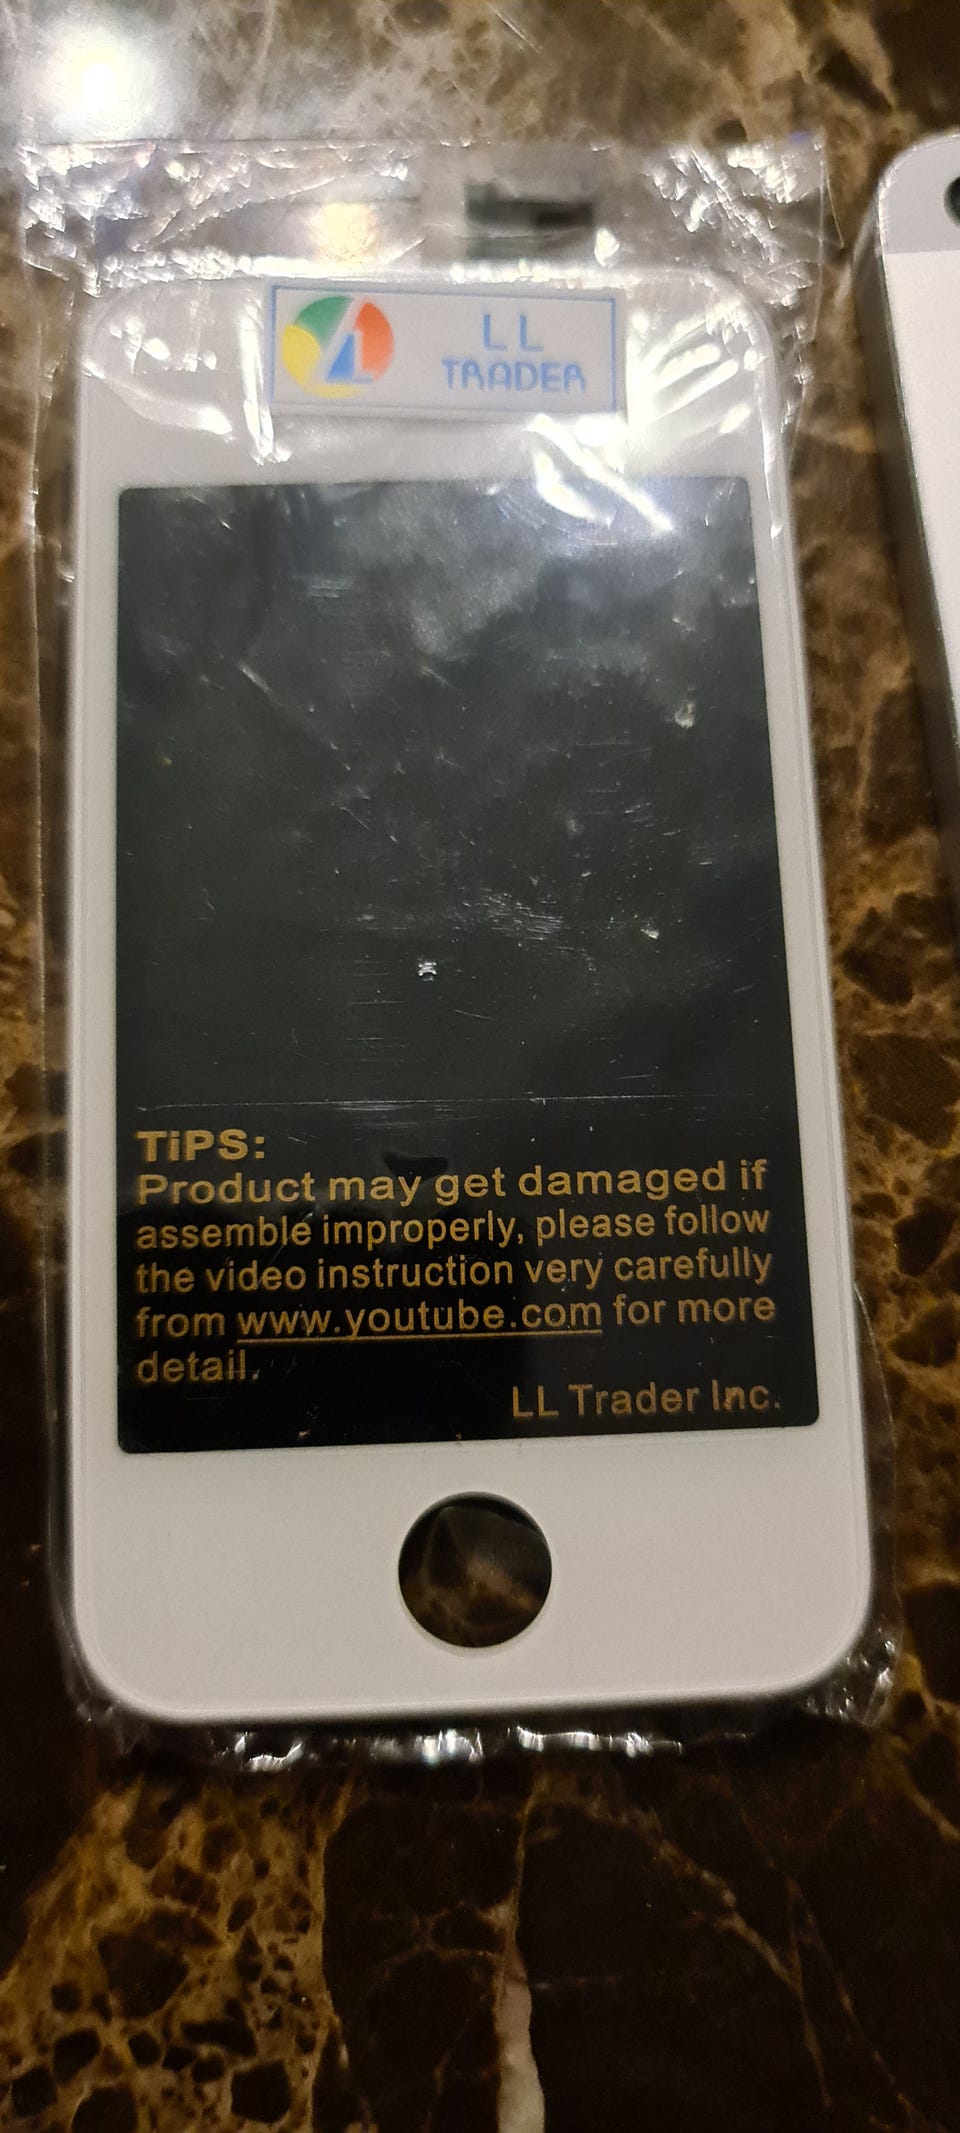 LL
TRADER
TiPS:
Product may get damaged if
assemble improperly, please follow
the video instruction very carefully
from www.youtube.com for more
detail.
LL Trader Inc.